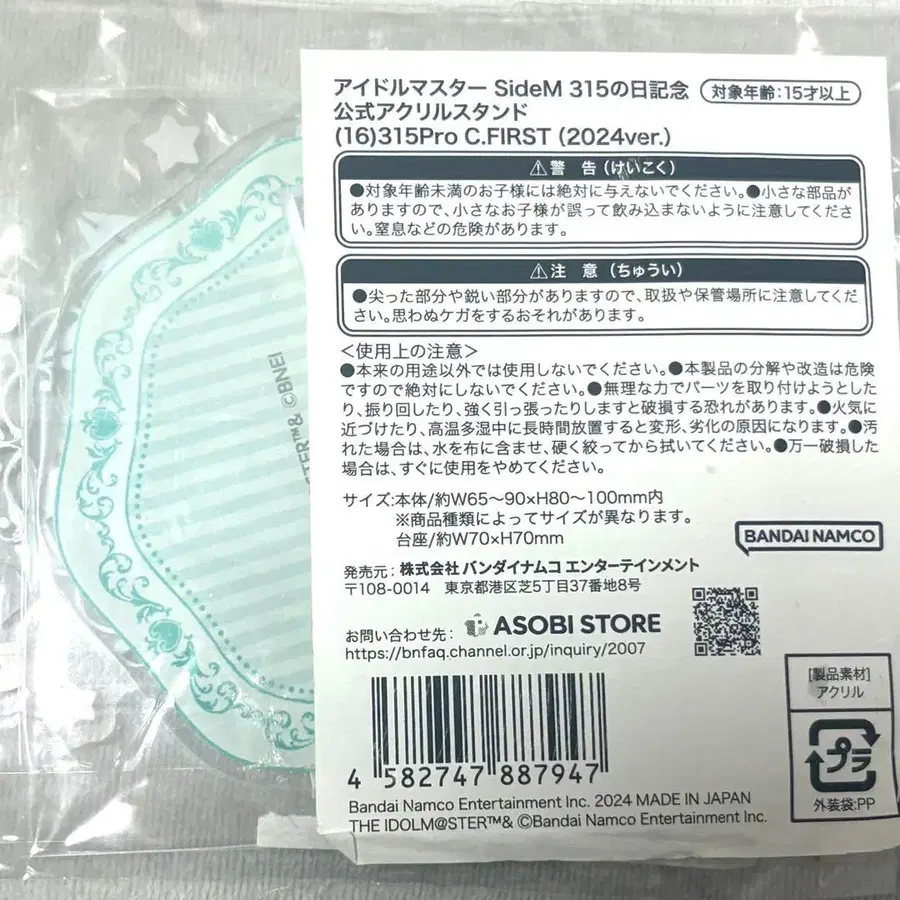 アイドルマスター SideM 315の日記念
対象年齢:15才以上
公式アクリルスタンド
(16)315Pro C.FIRST (2024ver.)
⚠警 告(けいこく)
●対象年齢未満のお子様には絶対に与えないでください。●小さな部品が
ありますので、小さなお子様が誤って飲み込まないように注意してくださ
い。窒息などの危険があります。
⚠注 意(ちゅうい)
●尖った部分や鋭い部分がありますので、取扱や保管場所に注意してくだ
さい。思わぬケガをするおそれがあります。
＜使用上の注意＞
●本来の用途以外では使用しないでください。●本製品の分解や改造は危険
ですので絶対にしないでください。●無理な力でパーツを取り付けようとした
り、振り回したり、強く引っ張ったりしますと破損する恐れがあります。●火気に
近づけたり、高温多湿中に長時間放置すると変形、劣化の原因になります。●汚
れた場合は、水を布に含ませ、硬く絞ってから拭いてください。●万一破損した
場合は、すぐに使用をやめてください。
サイズ:本体/約W65～90×H80～100mm内
※商品種類によってサイズが異なります。
台座/約W70×H70mm
BANDAI NAMCO
発売元: 株式会社 バンダイナムコ エンターテインメント
〒108-0014 東京都港区芝5丁目37番地8号
お問い合わせ先: ASOBI STORE
https://bnfaq.channel.or.jp/inquiry/2007
[製品素材]
アクリル
プラ
外装袋:PP
4 582747 887947
Bandai Namco Entertainment Inc. 2024 MADE IN JAPAN
THE IDOLM@STER™& ©Bandai Namco Entertainment Inc.
STER™& ©BNEI